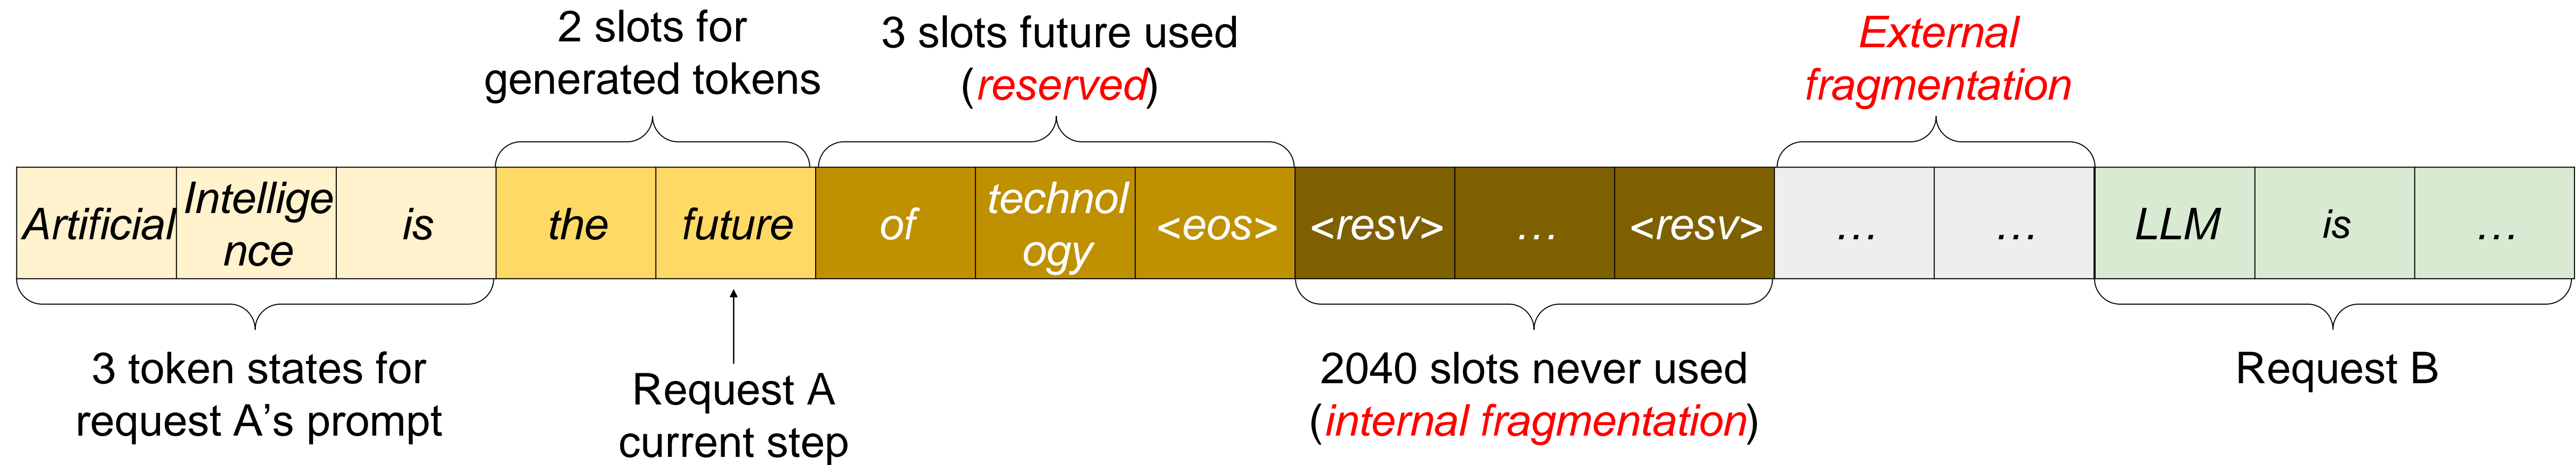 2 slots for
generated tokens
3 slots future used
(reserved)
External
fragmentation
Artificial
Intellige
nce
is
the
future
of
technol
ogy
<eos>
<resv>
…
<resv>
…
…
LLM
is
…
3 token states for
request A's prompt
Request A
current step
2040 slots never used
(internal fragmentation)
Request B